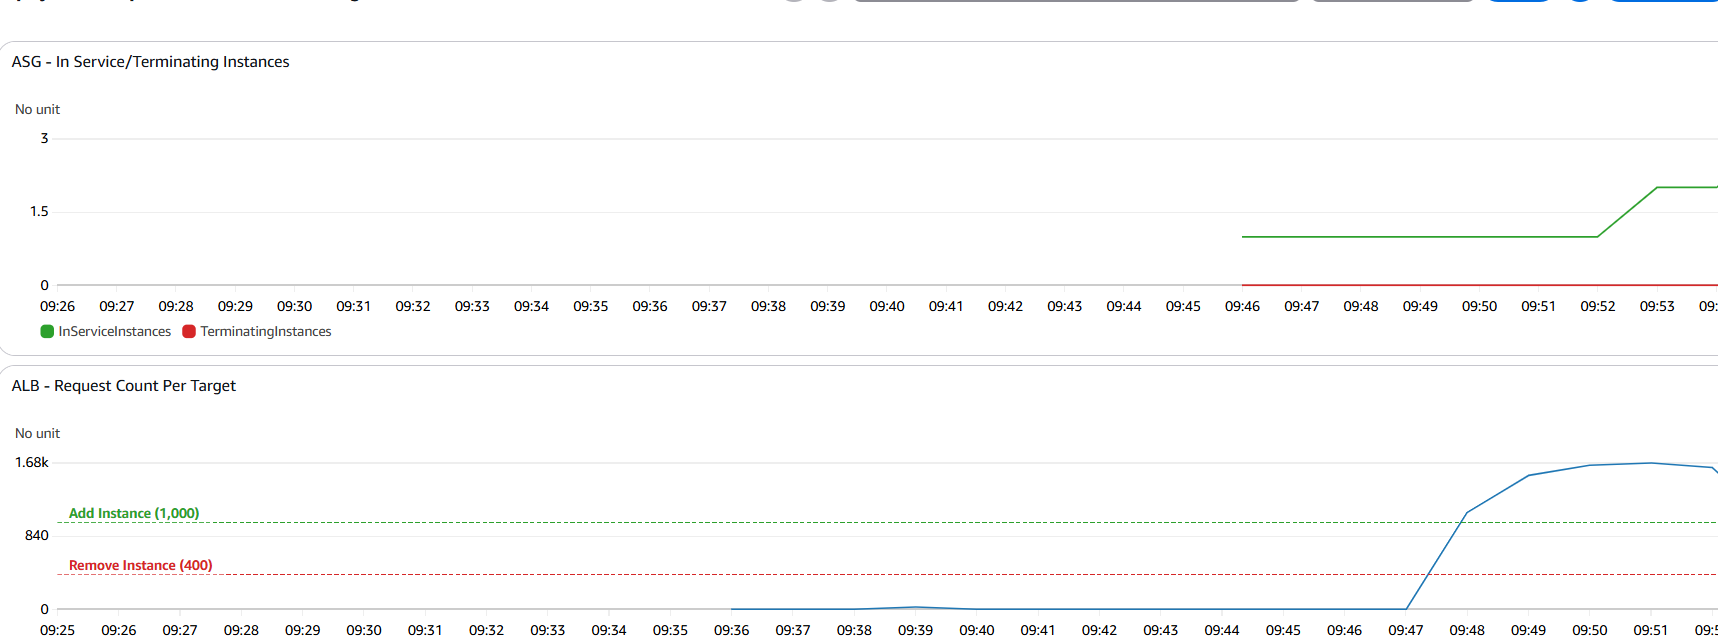 ASG - In Service/Terminating Instances
No unit
3
1.5
0
09:26 09:27 09:28 09:29 09:30 09:31 09:32 09:33 09:34 09:35 09:36 09:37 09:38 09:39 09:40 09:41 09:42 09:43 09:44 09:45 09:46 09:47 09:48 09:49 09:50 09:51 09:52 09:53 09:
InServiceInstances TerminatingInstances
ALB - Request Count Per Target
No unit
1.68k
Add Instance (1,000)
840
Remove Instance (400)
0
09:25 09:26 09:27 09:28 09:29 09:30 09:31 09:32 09:33 09:34 09:35 09:36 09:37 09:38 09:39 09:40 09:41 09:42 09:43 09:44 09:45 09:46 09:47 09:48 09:49 09:50 09:51 09:5